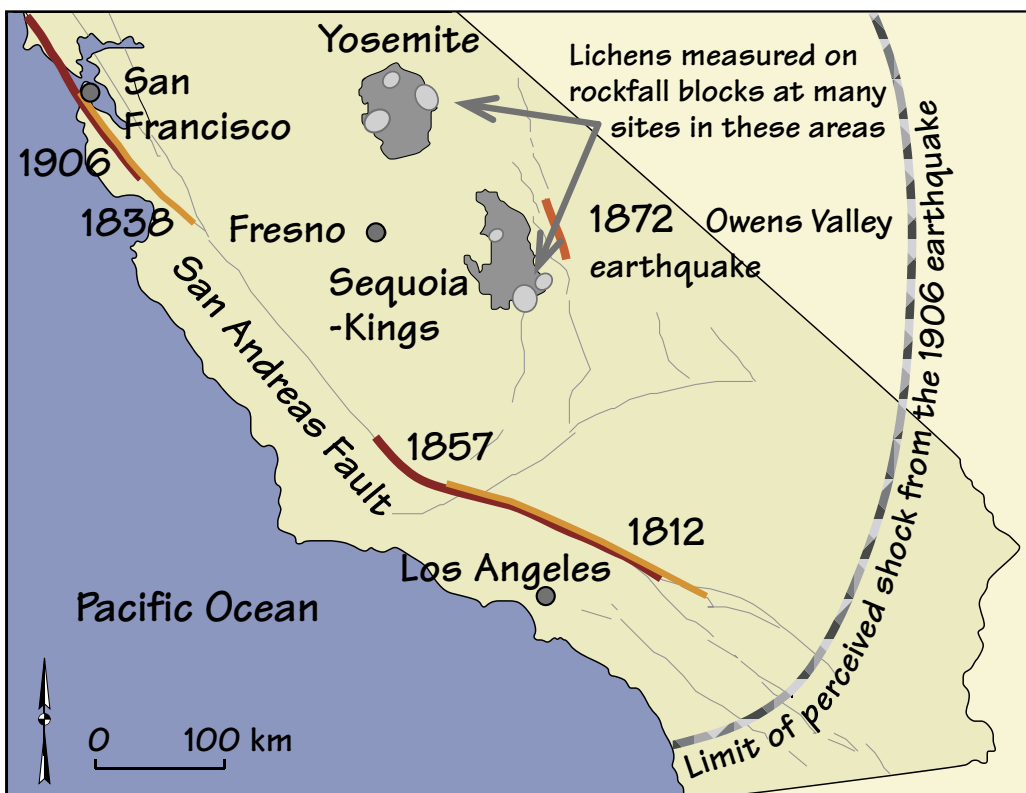 Yosemite
Lichens measured on
rockfall blocks at many
sites in these areas
San
Francisco
1906
1838
Fresno
1872 Owens Valley
earthquake
Sequoia
-Kings
San Andreas Fault
1857
1812
Los Angeles
Pacific Ocean
0 100 km
Limit of perceived shock from the 1906 earthquake